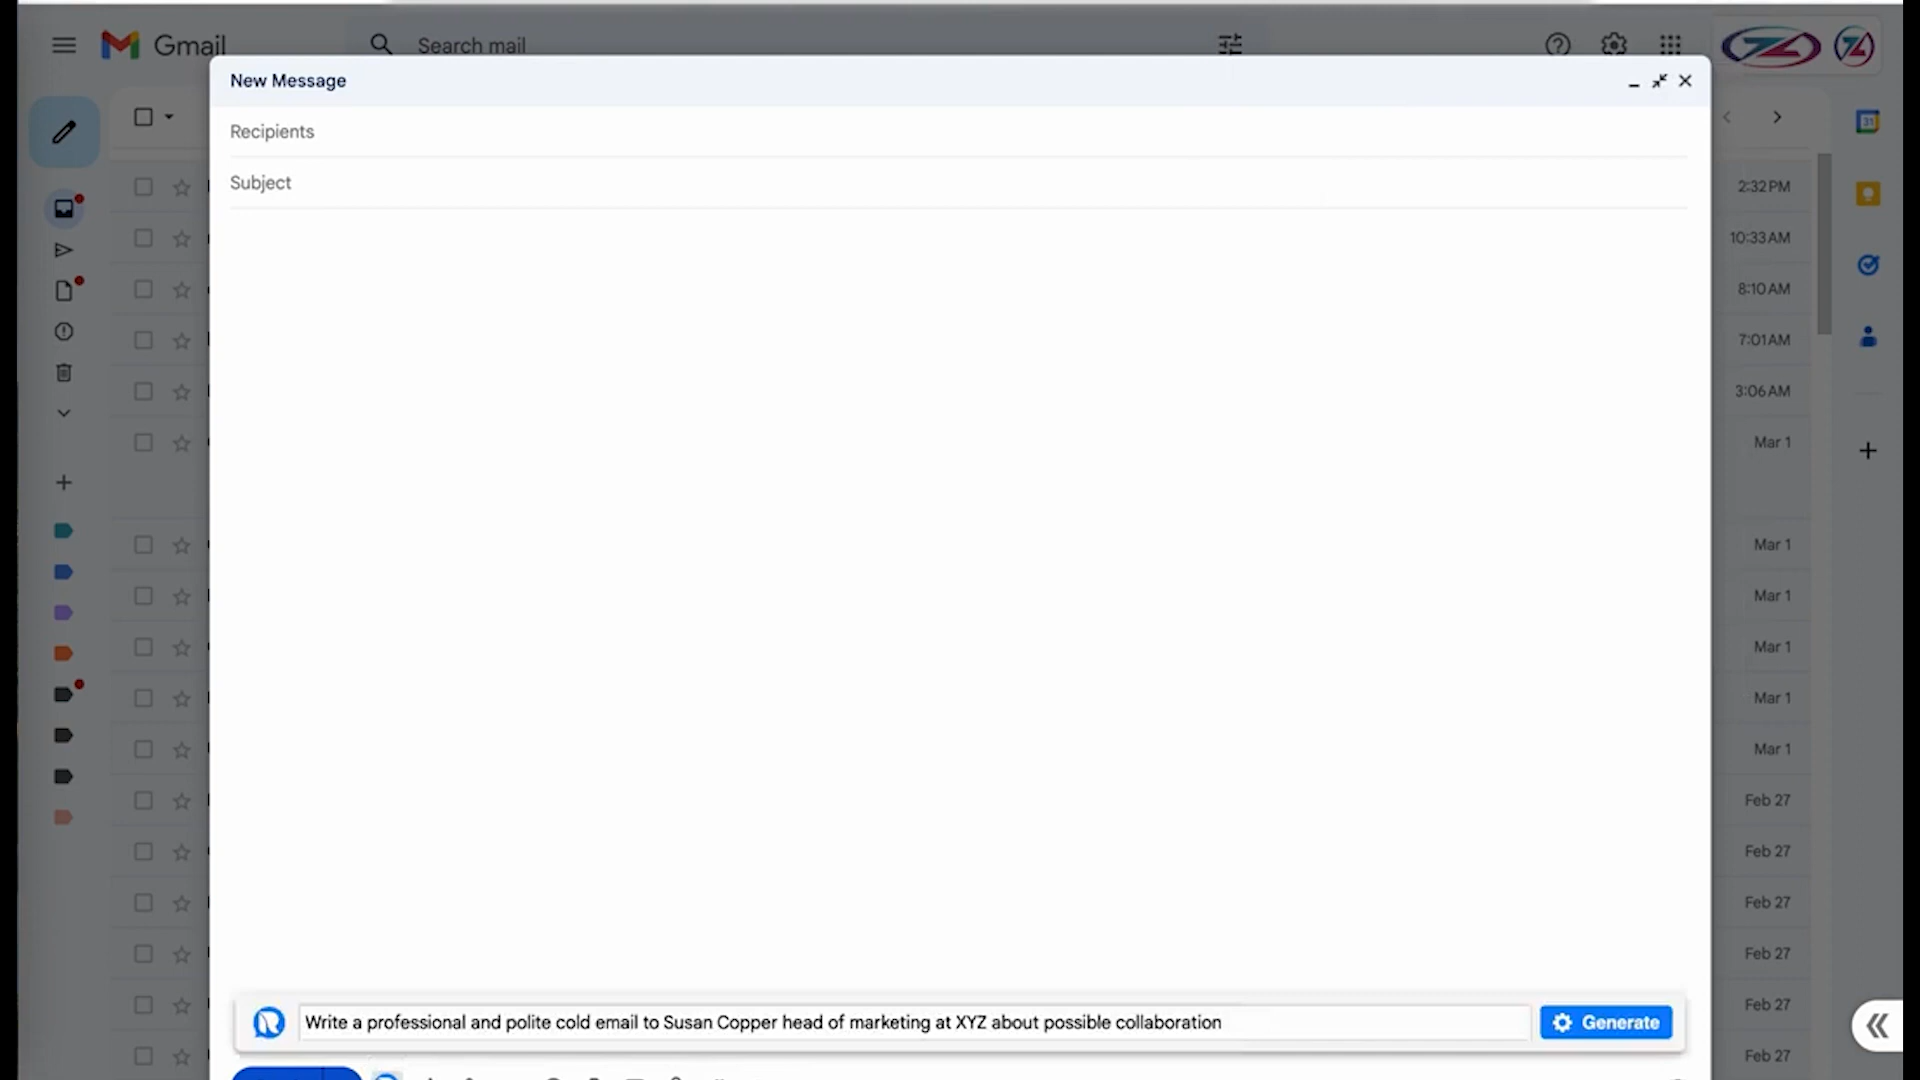 Gmail
Search mail
New Message
Recipients
Subject
2:32 PM
10:33 AM
8:10 AM
7:01 AM
3:06 AM
Mar 1
Mar 1
Mar 1
Mar 1
Mar 1
Mar 1
Feb 27
Feb 27
Feb 27
Feb 27
Feb 27
Feb 27
31
Write a professional and polite cold email to Susan Copper head of marketing at XYZ about possible collaboration
Generate